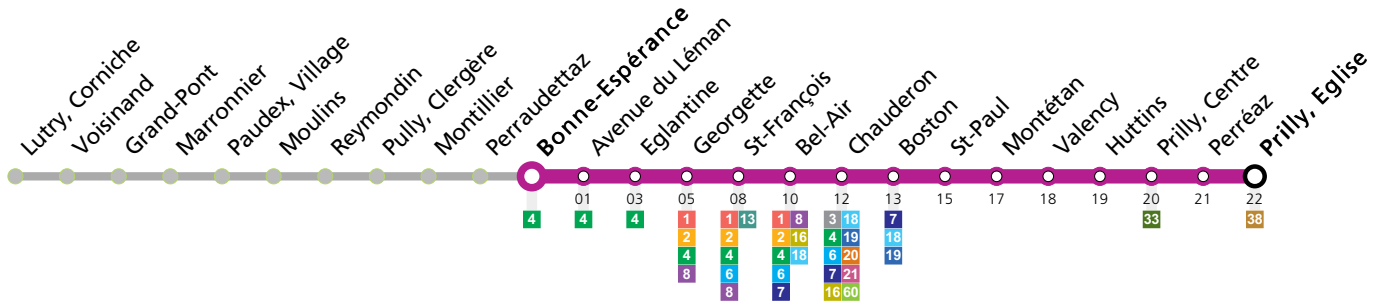 Lutry, Corniche
Voisinand
Grand-Pont
Marronnier
Paudex, Village
Moulins
Reymondin
Pully, Clergère
Montillier
Perraudettaz
Bonne-Espérance
Avenue du Léman
Eglantine
Georgette
St-François
Bel-Air
Chauderon
Boston
St-Paul
Montétan
Valency
Huttins
Prilly, Centre
Perréaz
Prilly, Eglise
01 03 05 08 10 12 13 15 17 18 19 20 21 22
4 4 4 1 1 13 1 8 3 18 7 33 38
2 2 2 16 4 19 18
4 4 4 18 6 20 19
8 6 6 7 21
8 7 16 60